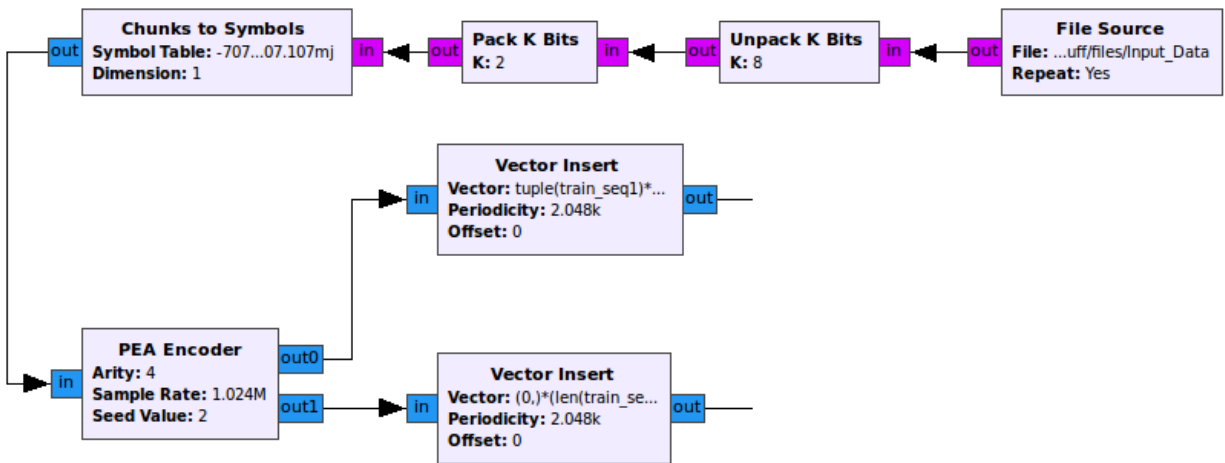 Chunks to Symbols
out
Symbol Table: -707...07.107mj
in
Dimension: 1
out
Pack K Bits
K: 2
in
out
Unpack K Bits
K: 8
in
out
File Source
File: ...uff/files/Input_Data
Repeat: Yes
Vector Insert
in
Vector: tuple(train_seq1)*...
Periodicity: 2.048k
Offset: 0
out
PEA Encoder
in
Arity: 4
Sample Rate: 1.024M
Seed Value: 2
out0
out1
Vector Insert
in
Vector: (0,)*(len(train_se...
Periodicity: 2.048k
Offset: 0
out